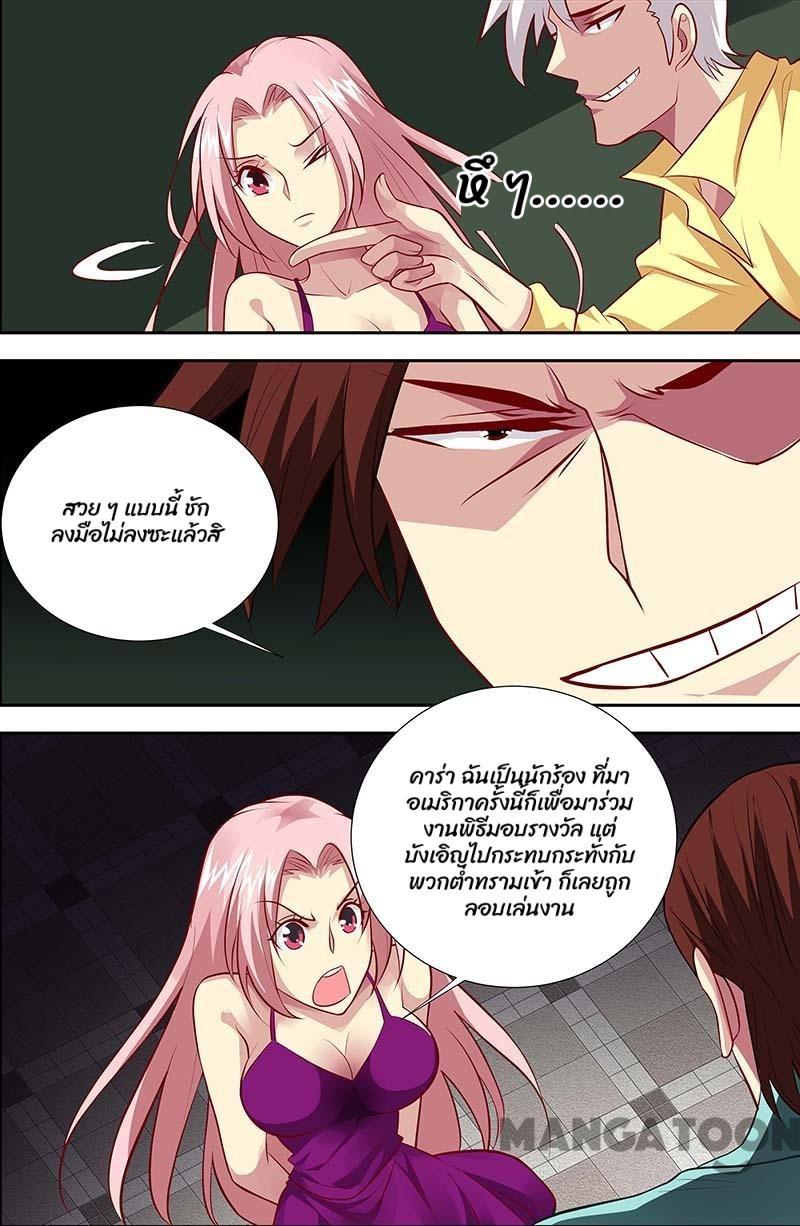 หึ ๆ......
สวย ๆ แบบนี้ ชัก
ลงมือไม่ลงซะแล้วสิ
คาร่า ฉันเป็นนักร้อง ที่มา
อเมริกาครั้งนี้ก็เพื่อมาร่วม
งานพิธีมอบรางวัล แต่
บังเอิญไปกระทบกระทั่งกับ
พวกต่ำทรามเข้า ก็เลยถูก
ลอบเล่นงาน
MANGATOON